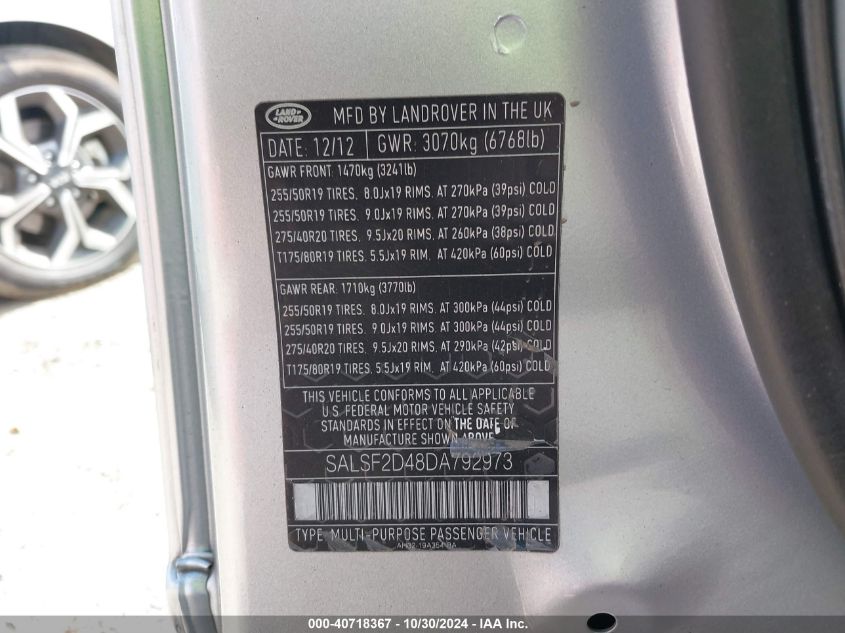 LAND ROVER
MFD BY LANDROVER IN THE UK
DATE: 12/12 GWR: 3070kg (6768lb)
GAWR FRONT: 1470kg (3241lb)
255/50R19 TIRES. 8.0Jx19 RIMS. AT 270kPa (39psi) COLD
255/50R19 TIRES. 9.0Jx19 RIMS. AT 270kPa (39psi) COLD
275/40R20 TIRES. 9.5Jx20 RIMS. AT 260kPa (38psi) COLD
T175/80R19 TIRES. 5.5Jx19 RIM. AT 420kPa (60psi) COLD
GAWR REAR: 1710kg (3770lb)
255/50R19 TIRES. 8.0Jx19 RIMS. AT 300kPa (44psi) COLD
255/50R19 TIRES. 9.0Jx19 RIMS. AT 300kPa (44psi) COLD
275/40R20 TIRES. 9.5Jx20 RIMS. AT 290kPa (42psi) COLD
T175/80R19 TIRES. 5.5Jx19 RIM. AT 420kPa (60psi) COLD
THIS VEHICLE CONFORMS TO ALL APPLICABLE
U.S. FEDERAL MOTOR VEHICLE SAFETY
STANDARDS IN EFFECT ON THE DATE OF
MANUFACTURE SHOWN ABOVE
SALSF2D48DA792973
TYPE: MULTI-PURPOSE PASSENGER VEHICLE
000-40718367 - 10/30/2024 - IAA Inc.